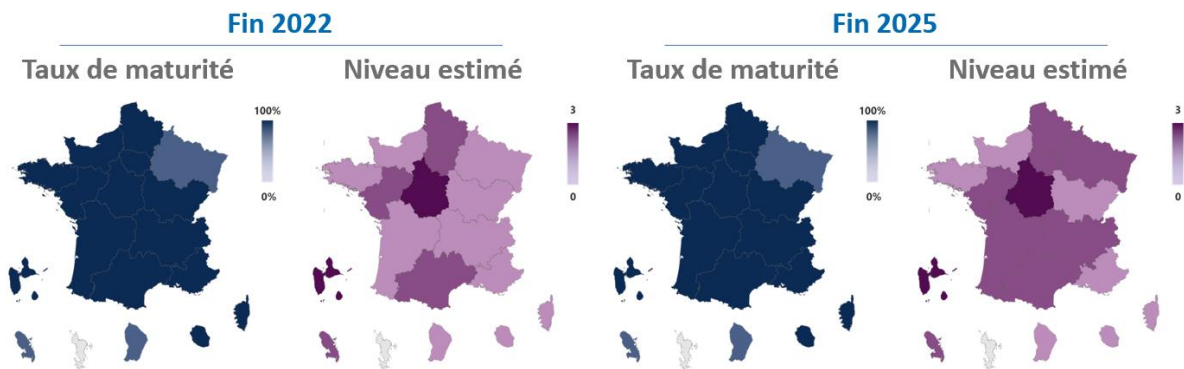 Fin 2022
Fin 2025
Taux de maturité
Niveau estimé
Taux de maturité
Niveau estimé
100%
0%
3
0
100%
0%
3
0